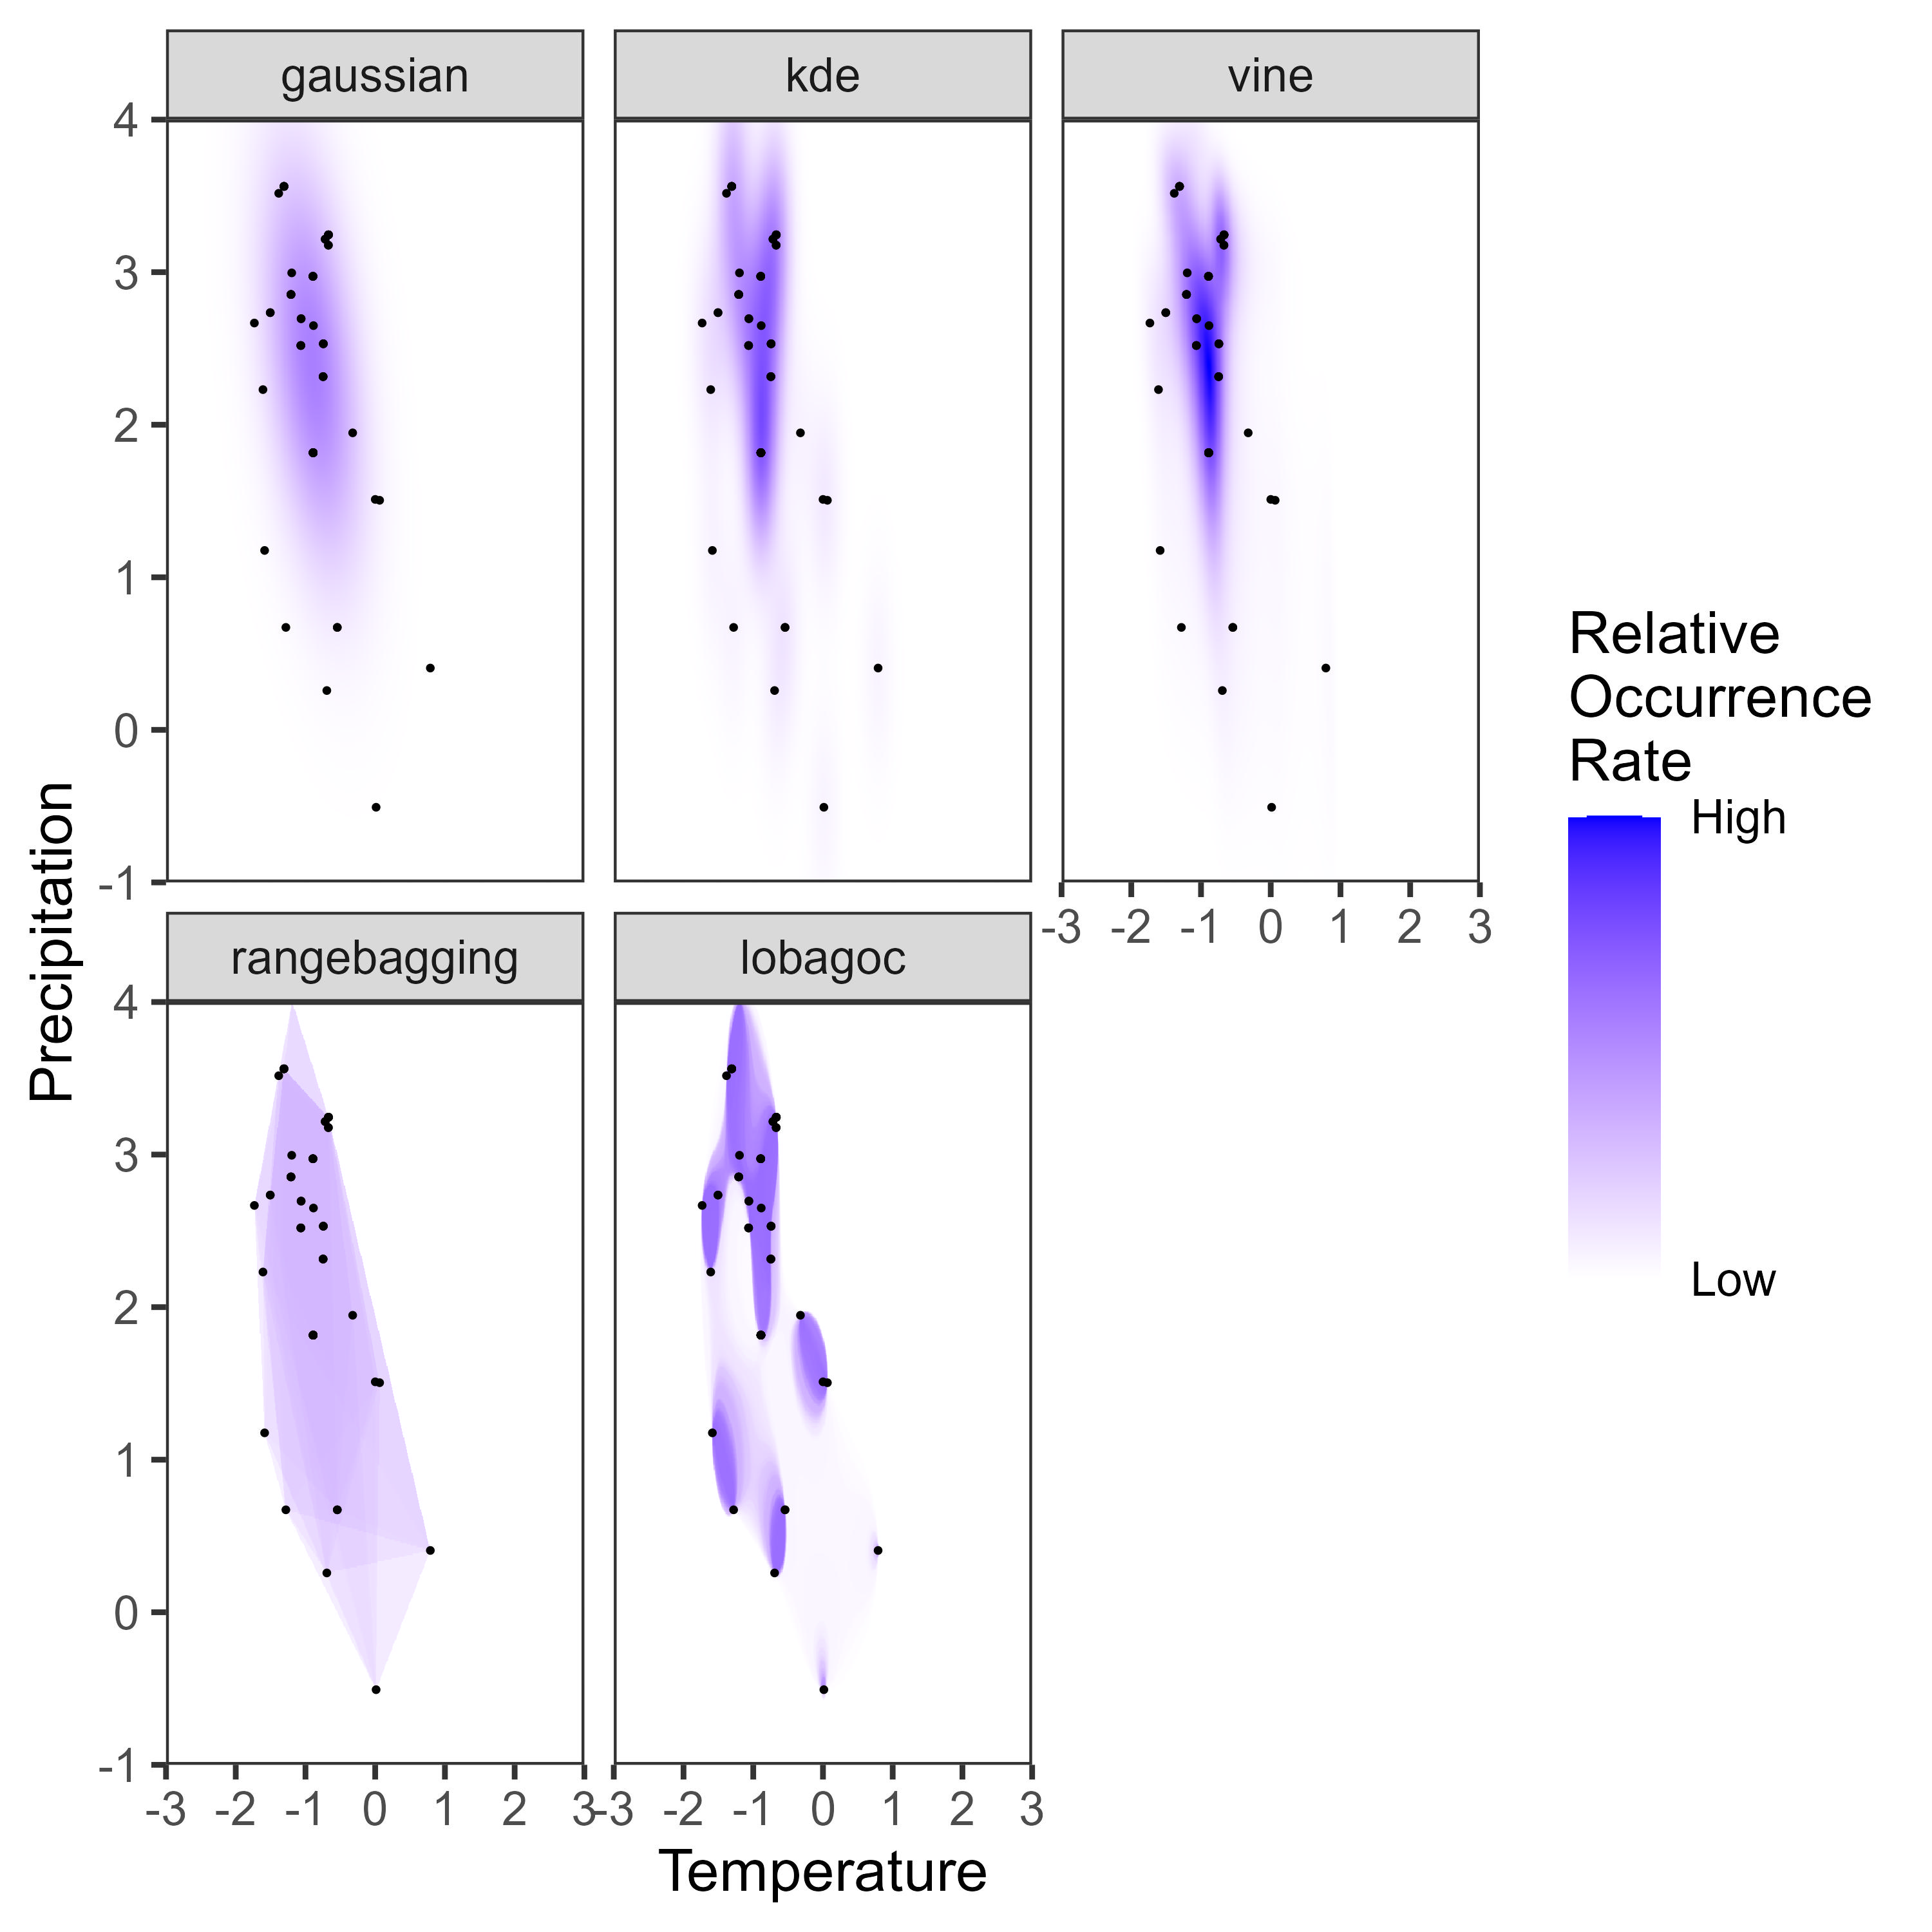 gaussian kde vine
4
3
2
1
0
-1
-3 -2 -1 0 1 2 3
rangebagging lobagoc
4
3
2
1
0
-1
-3 -2 -1 0 1 2 3 -3 -2 -1 0 1 2 3
Temperature
Precipitation
Relative
Occurrence
Rate
High
Low